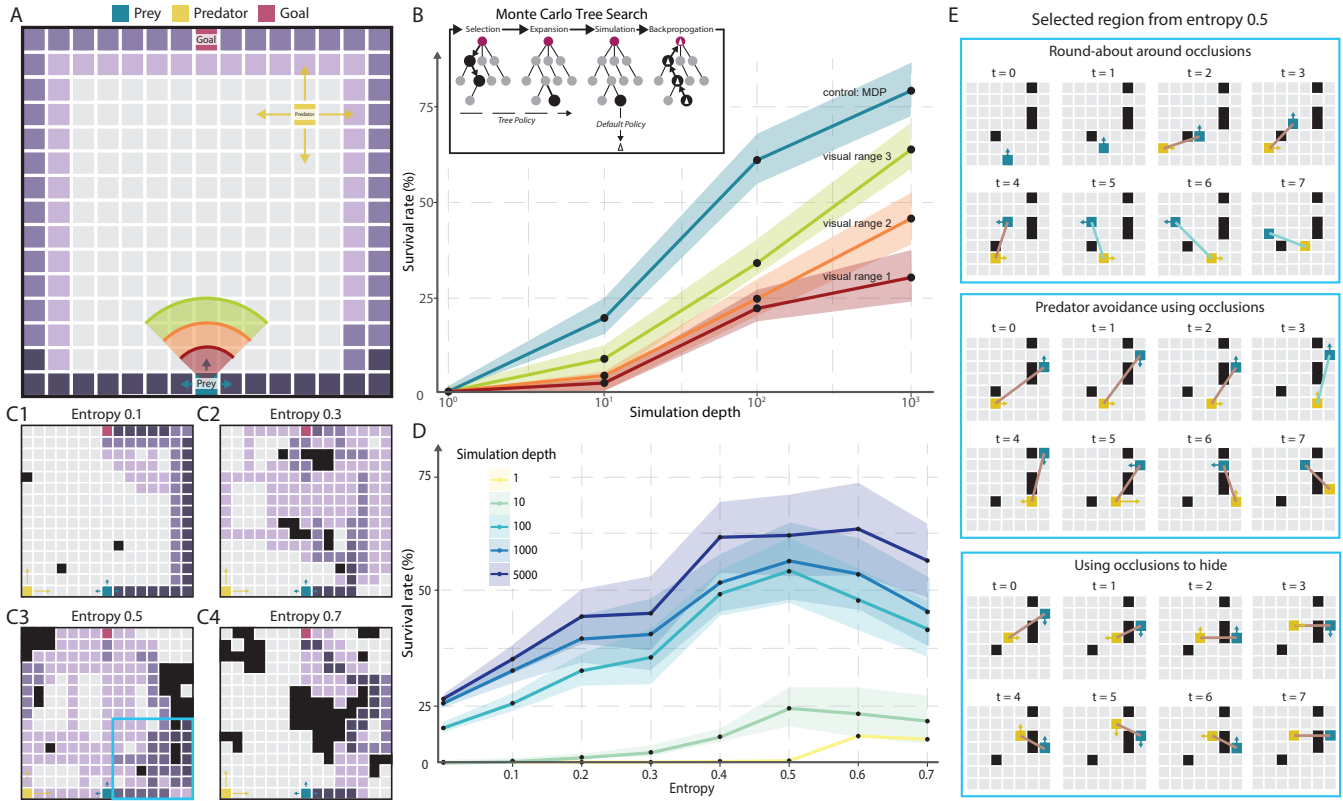 A
Prey
Predator
Goal
Goal
Predator
Prey
B
Monte Carlo Tree Search
Selection
Expansion
Simulation
Backpropogation
Tree Policy
Default Policy
Survival rate (%)
75
50
25
0
control: MDP
visual range 3
visual range 2
visual range 1
10⁰
10¹
10²
10³
Simulation depth
C1
Entropy 0.1
C2
Entropy 0.3
C3
Entropy 0.5
C4
Entropy 0.7
D
Simulation depth
1
10
100
1000
5000
Survival rate (%)
75
50
25
0
0.1
0.2
0.3
0.4
0.5
0.6
0.7
Entropy
E
Selected region from entropy 0.5
Round-about around occlusions
t = 0
t = 1
t = 2
t = 3
t = 4
t = 5
t = 6
t = 7
Predator avoidance using occlusions
t = 0
t = 1
t = 2
t = 3
t = 4
t = 5
t = 6
t = 7
Using occlusions to hide
t = 0
t = 1
t = 2
t = 3
t = 4
t = 5
t = 6
t = 7